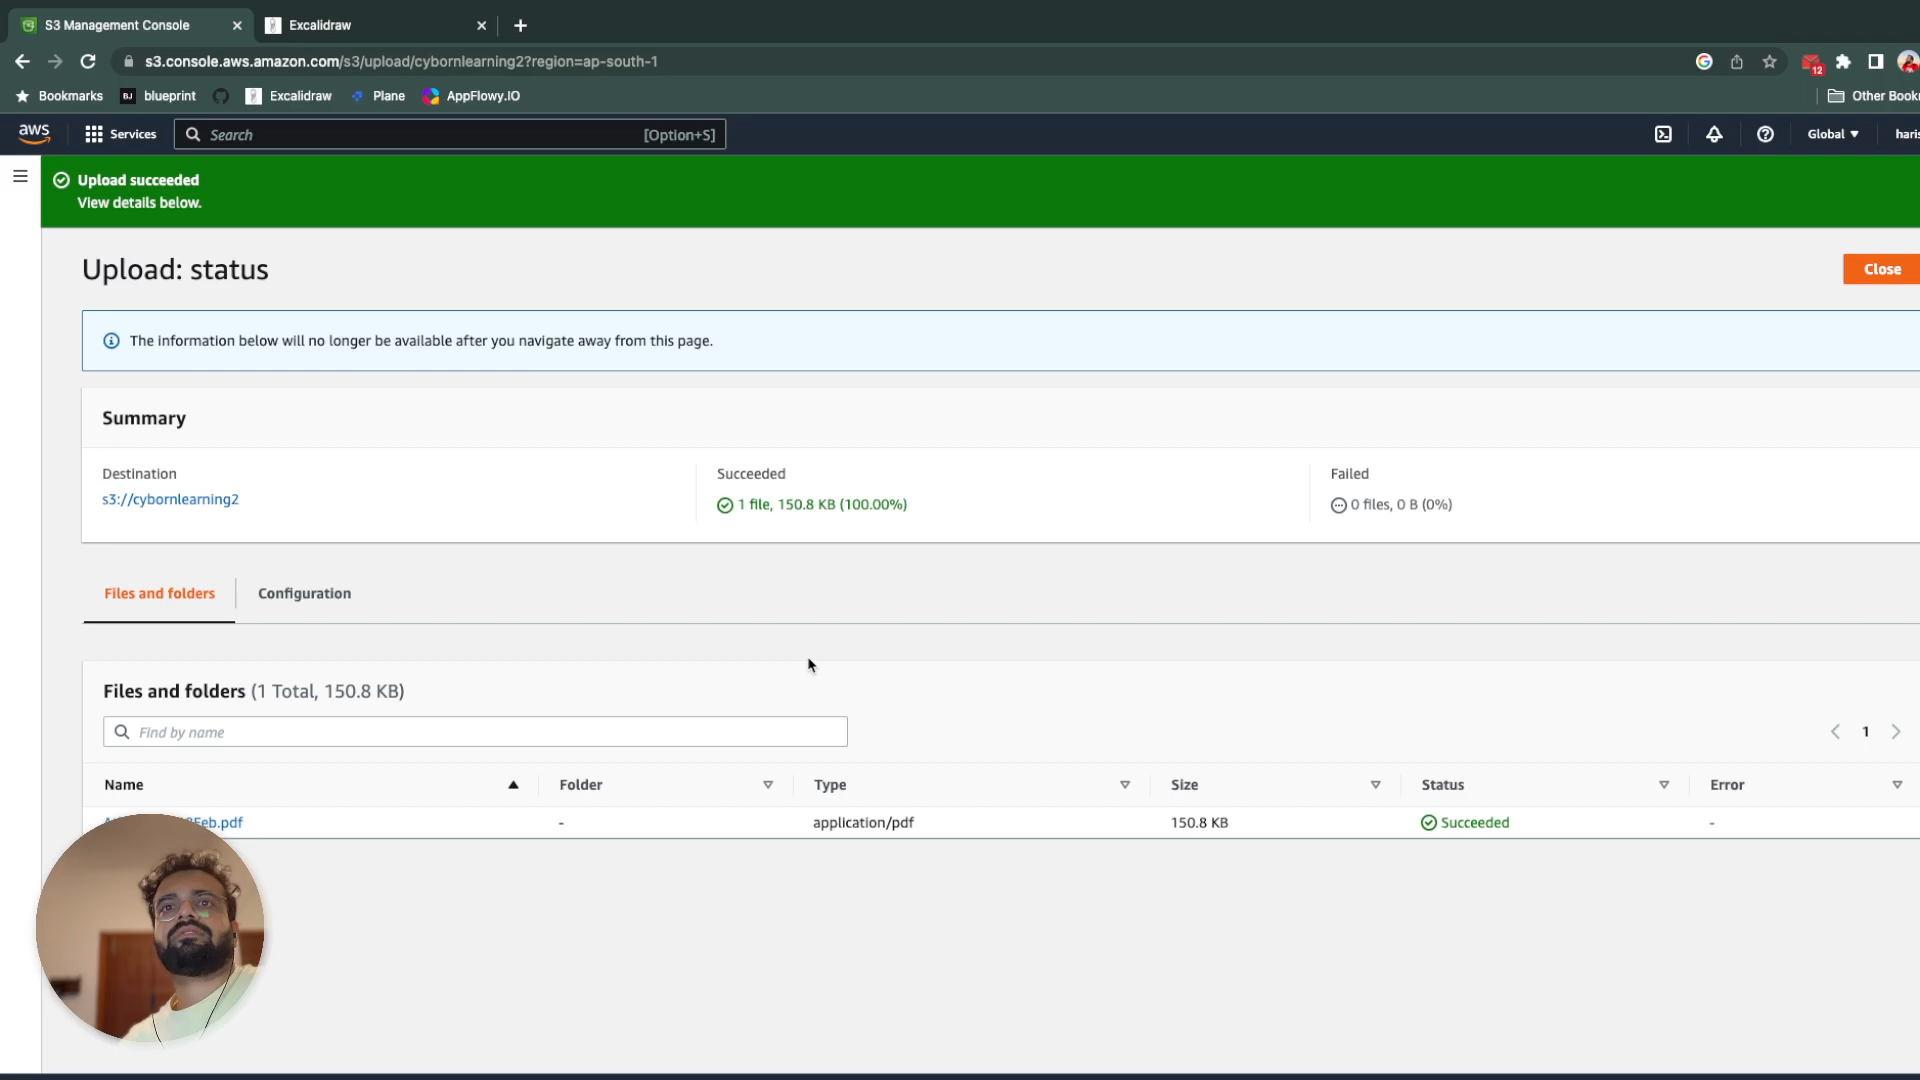 S3 Management Console
Excalidraw
s3.console.aws.amazon.com/s3/upload/cybornlearning2?region=ap-south-1
12
Bookmarks
BJ blueprint
Excalidraw
Plane
AppFlowy.IO
Other Bookm
aws
Services
Search
[Option+S]
Global
haris
Upload succeeded
View details below.
Upload: status
Close
The information below will no longer be available after you navigate away from this page.
Summary
Destination
s3://cybornlearning2
Succeeded
1 file, 150.8 KB (100.00%)
Failed
0 files, 0 B (0%)
Files and folders
Configuration
Files and folders (1 Total, 150.8 KB)
Find by name
1
Name
Folder
Type
Size
Status
Error
Feb.pdf
-
application/pdf
150.8 KB
Succeeded
-